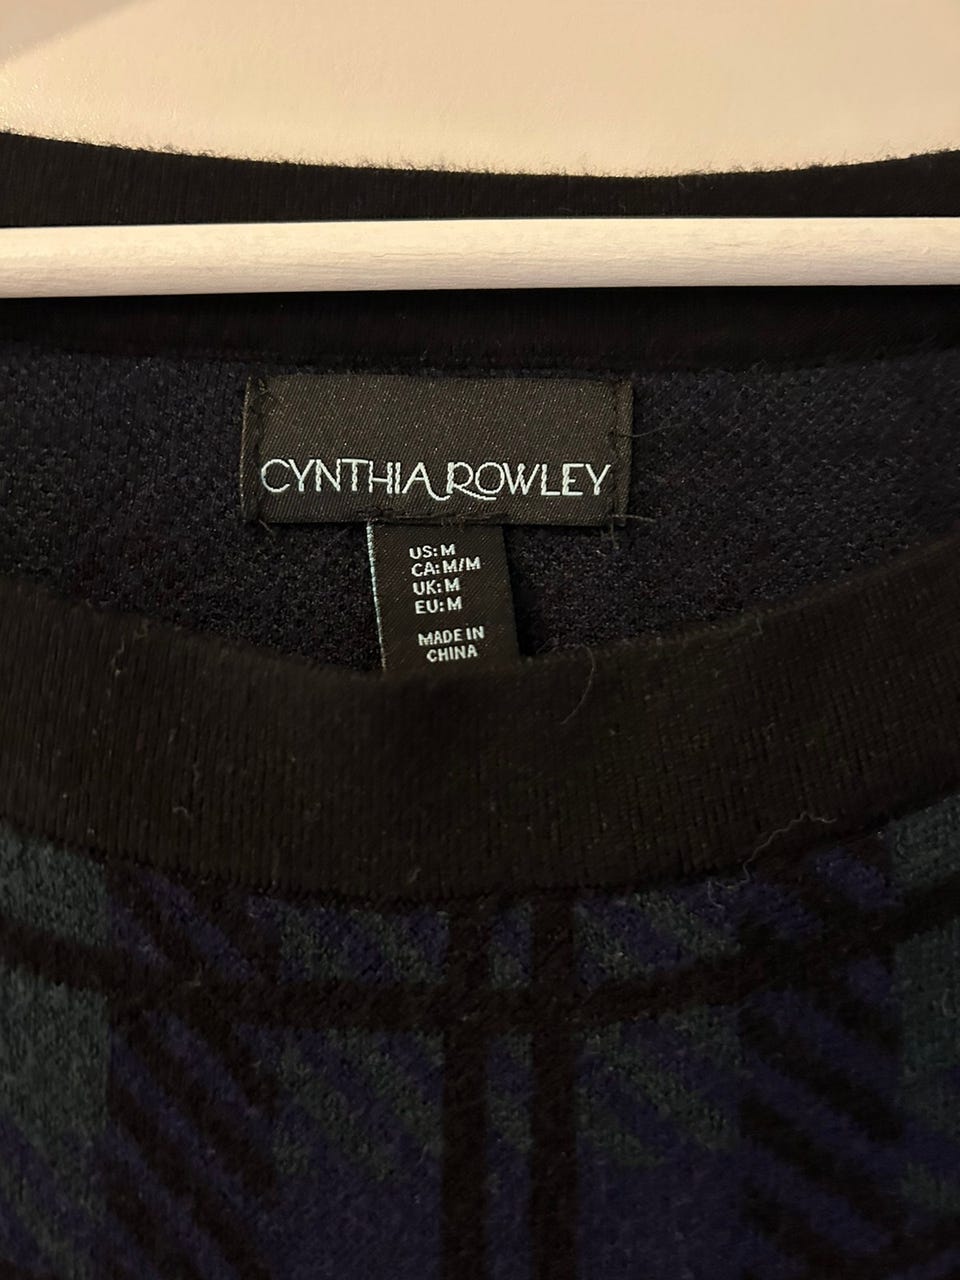 CYNTHIA ROWLEY
US: M
CA: M/M
UK: M
EU: M
MADE IN
CHINA